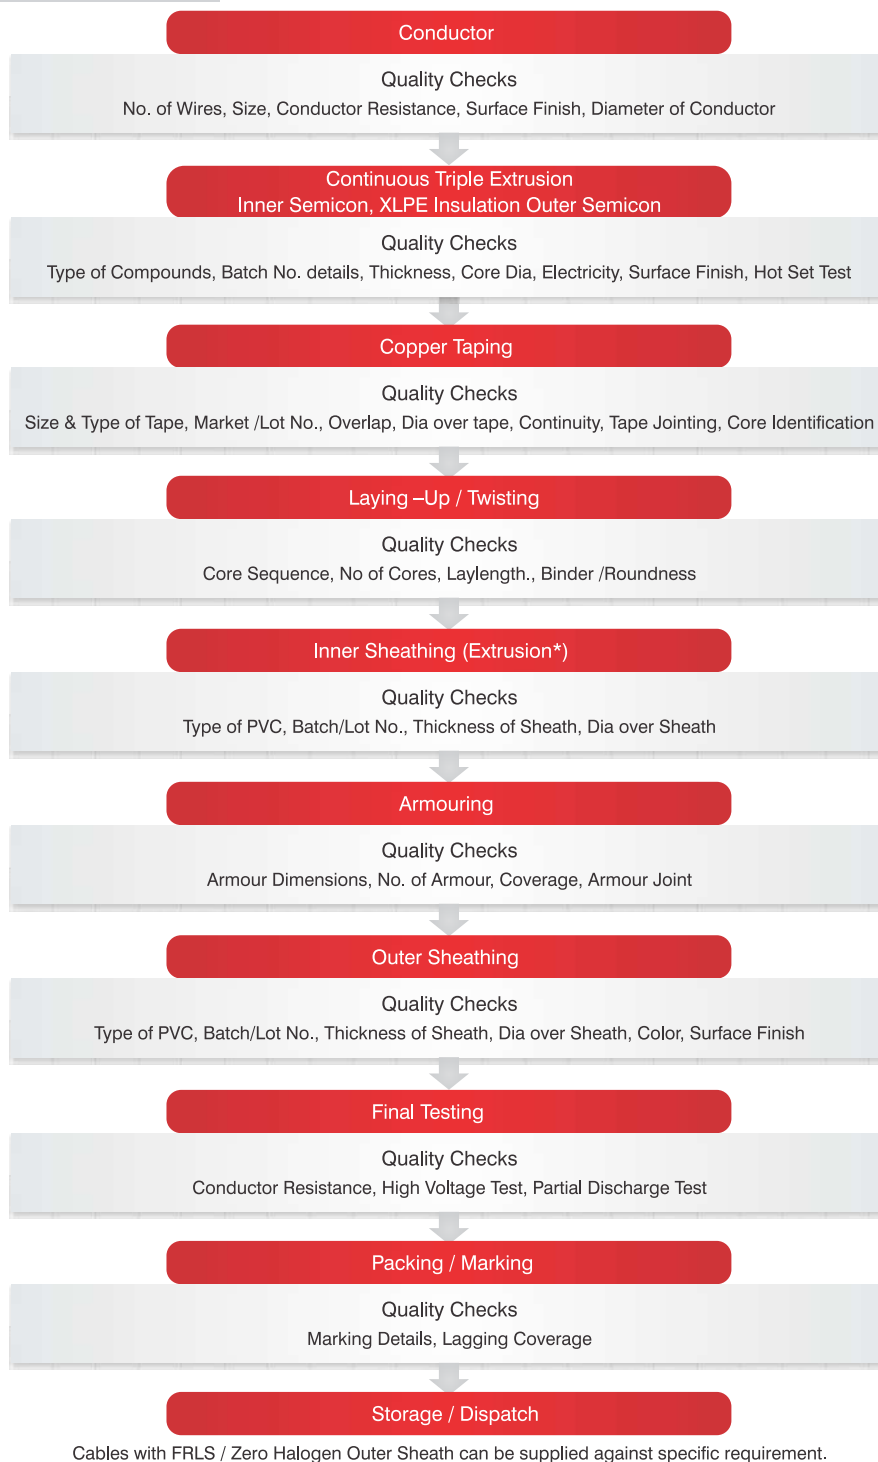 Conductor
Quality Checks
No. of Wires, Size, Conductor Resistance, Surface Finish, Diameter of Conductor
Continuous Triple Extrusion
Inner Semicon, XLPE Insulation Outer Semicon
Quality Checks
Type of Compounds, Batch No. details, Thickness, Core Dia, Electricity, Surface Finish, Hot Set Test
Copper Taping
Quality Checks
Size & Type of Tape, Market /Lot No., Overlap, Dia over tape, Continuity, Tape Jointing, Core Identification
Laying –Up / Twisting
Quality Checks
Core Sequence, No of Cores, Laylength., Binder /Roundness
Inner Sheathing (Extrusion*)
Quality Checks
Type of PVC, Batch/Lot No., Thickness of Sheath, Dia over Sheath
Armouring
Quality Checks
Armour Dimensions, No. of Armour, Coverage, Armour Joint
Outer Sheathing
Quality Checks
Type of PVC, Batch/Lot No., Thickness of Sheath, Dia over Sheath, Color, Surface Finish
Final Testing
Quality Checks
Conductor Resistance, High Voltage Test, Partial Discharge Test
Packing / Marking
Quality Checks
Marking Details, Lagging Coverage
Storage / Dispatch
Cables with FRLS / Zero Halogen Outer Sheath can be supplied against specific requirement.